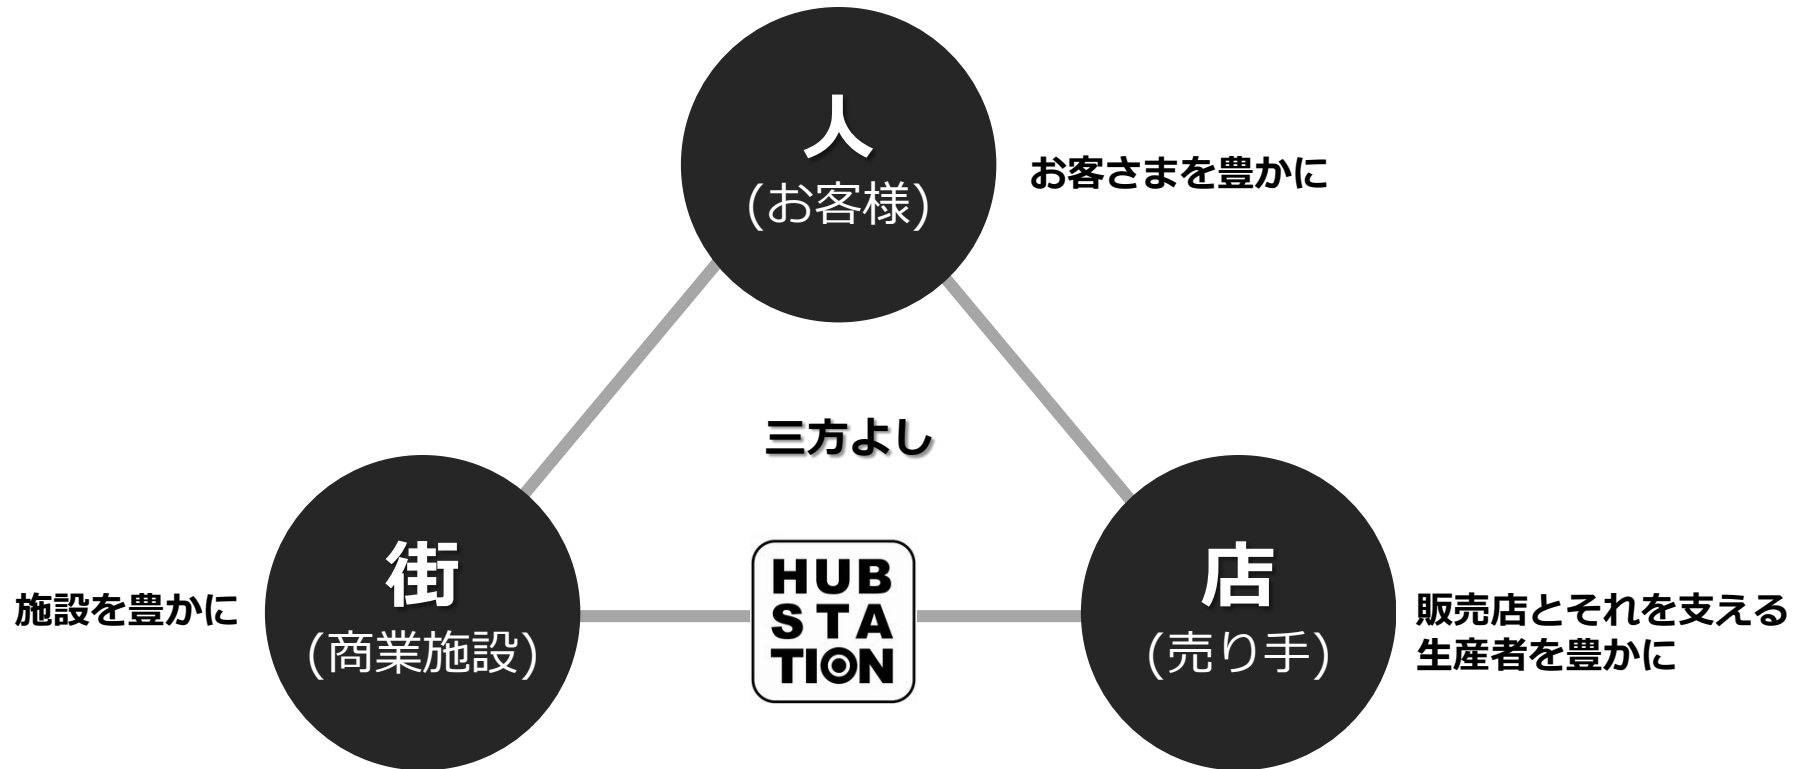 人
(お客様)
お客さまを豊かに
三方よし
街
(商業施設)
施設を豊かに
HUB
STA
TION
店
(売り手)
販売店とそれを支える
生産者を豊かに